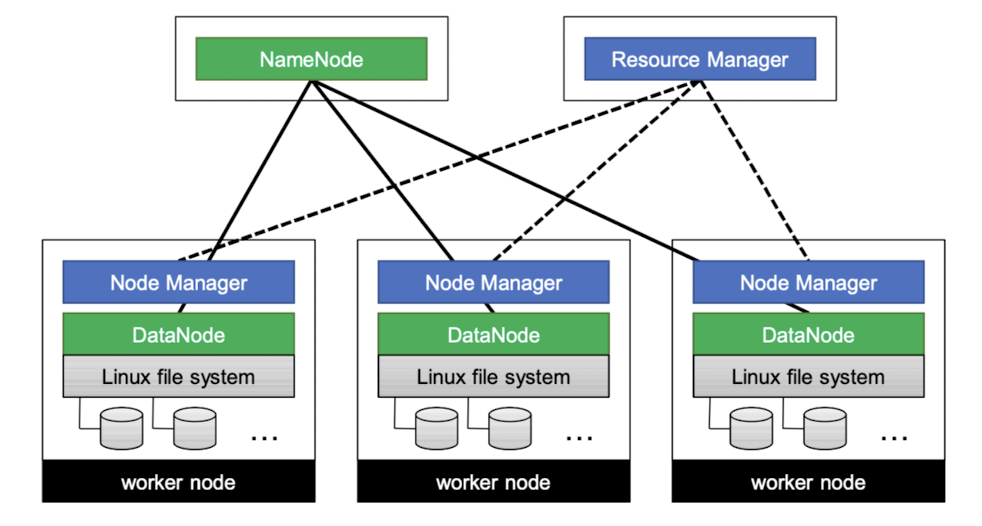 NameNode
Resource Manager
Node Manager
Node Manager
Node Manager
DataNode
DataNode
DataNode
Linux file system
Linux file system
Linux file system
...
...
...
worker node
worker node
worker node